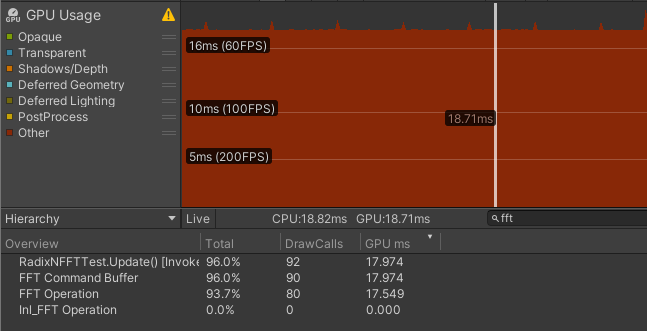 GPU Usage
Opaque
Transparent
Shadows/Depth
Deferred Geometry
Deferred Lighting
PostProcess
Other
16ms (60FPS)
10ms (100FPS)
18.71ms
5ms (200FPS)
Hierarchy Live CPU:18.82ms GPU:18.71ms fft
Overview Total DrawCalls GPU ms
RadixNFFTTest.Update() [Invoke 96.0% 92 17.974
FFT Command Buffer 96.0% 90 17.974
FFT Operation 93.7% 80 17.549
Inl_FFT Operation 0.0% 0 0.000